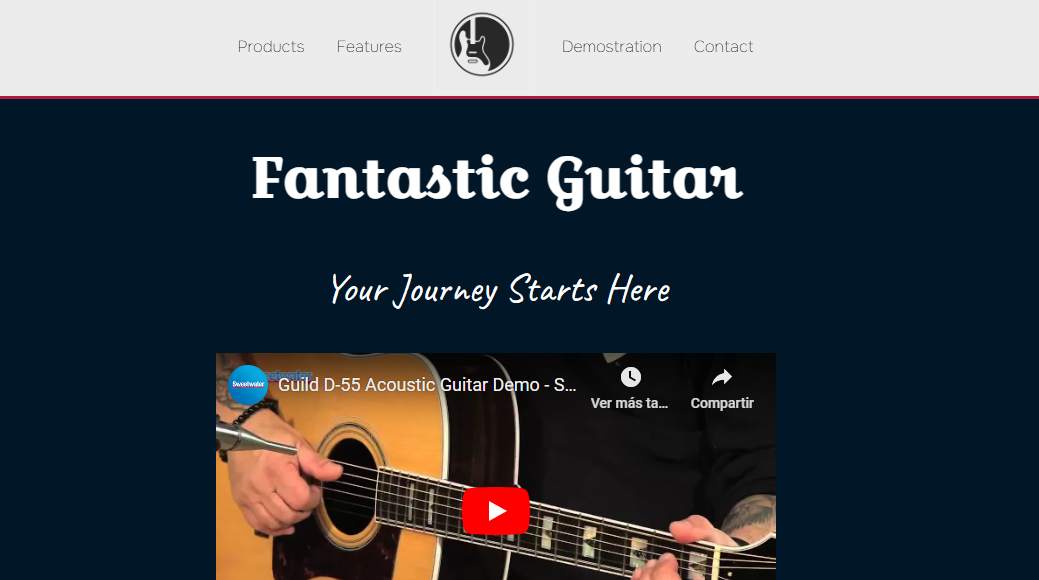 Products Features Demostration Contact
Fantastic Guitar
Your Journey Starts Here
Sweetwater Guild D-55 Acoustic Guitar Demo - S...
Ver más ta... Compartir